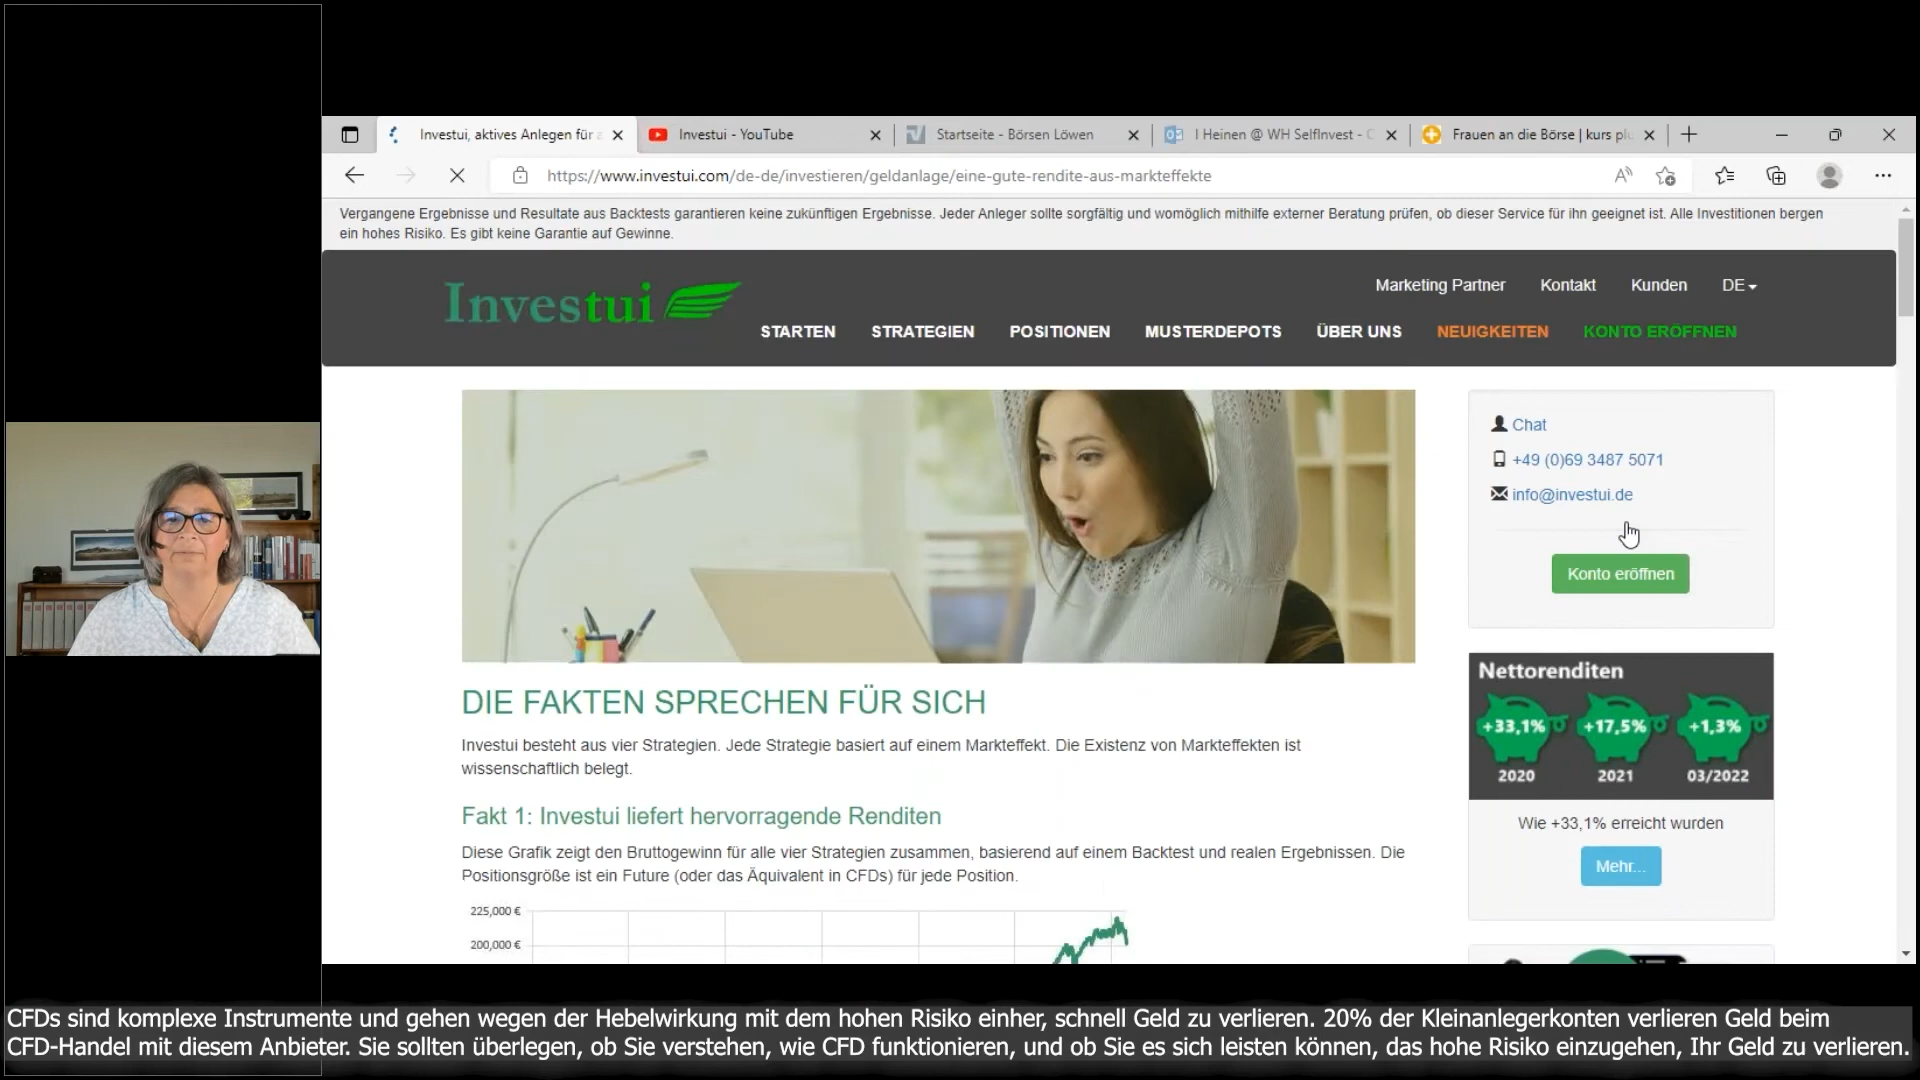 Investui, aktives Anlegen für a
Investui - YouTube
Startseite - Börsen Löwen
I Heinen @ WH SelfInvest - C
Frauen an die Börse | kurs plu
https://www.investui.com/de-de/investieren/geldanlage/eine-gute-rendite-aus-markteffekte
Vergangene Ergebnisse und Resultate aus Backtests garantieren keine zukünftigen Ergebnisse. Jeder Anleger sollte sorgfältig und womöglich mithilfe externer Beratung prüfen, ob dieser Service für ihn geeignet ist. Alle Investitionen bergen
ein hohes Risiko. Es gibt keine Garantie auf Gewinne.
Marketing Partner Kontakt Kunden DE
Investui
STARTEN STRATEGIEN POSITIONEN MUSTERDEPOTS ÜBER UNS NEUIGKEITEN KONTO ERÖFFNEN
Chat
+49 (0)69 3487 5071
info@investui.de
Konto eröffnen
DIE FAKTEN SPRECHEN FÜR SICH
Investui besteht aus vier Strategien. Jede Strategie basiert auf einem Markteffekt. Die Existenz von Markteffekten ist
wissenschaftlich belegt.
Fakt 1: Investui liefert hervorragende Renditen
Diese Grafik zeigt den Bruttogewinn für alle vier Strategien zusammen, basierend auf einem Backtest und realen Ergebnissen. Die
Positionsgröße ist ein Future (oder das Äquivalent in CFDs) für jede Position.
225,000 €
200,000 €
Nettorenditen
+33,1% +17,5% +1,3%
2020 2021 03/2022
Wie +33,1% erreicht wurden
Mehr...
CFDs sind komplexe Instrumente und gehen wegen der Hebelwirkung mit dem hohen Risiko einher, schnell Geld zu verlieren. 20% der Kleinanlegerkonten verlieren Geld beim
CFD-Handel mit diesem Anbieter. Sie sollten überlegen, ob Sie verstehen, wie CFD funktionieren, und ob Sie es sich leisten können, das hohe Risiko einzugehen, Ihr Geld zu verlieren.